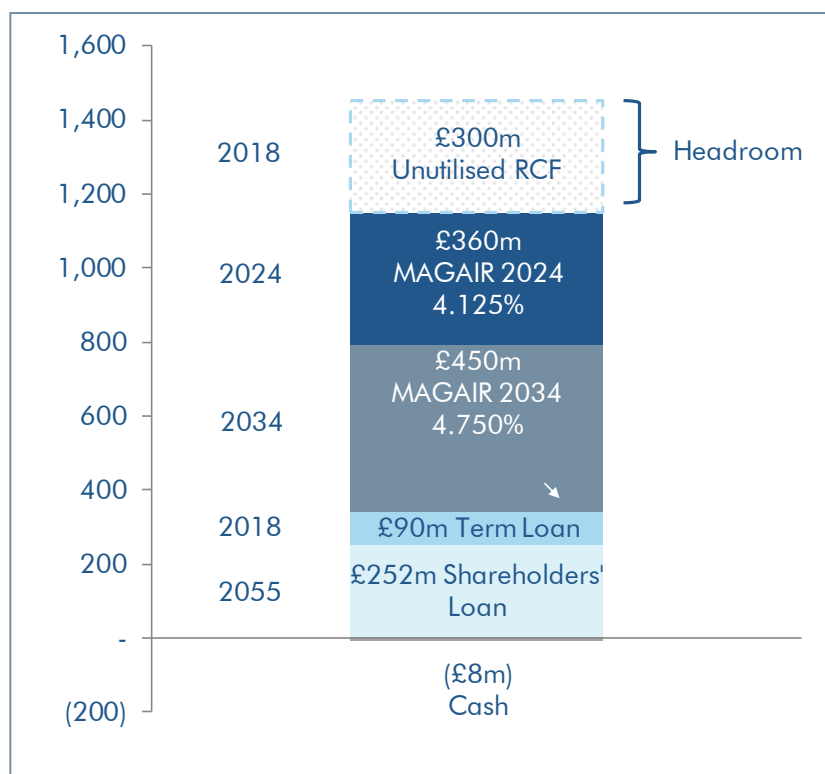 1,600
1,400
1,200
1,000
800
600
400
200
-
(200)
2018
2024
2034
2018
2055
£300m
Unutilised RCF
£360m
MAGAIR 2024
4.125%
£450m
MAGAIR 2034
4.750%
£90m Term Loan
£252m Shareholders'
Loan
(£8m)
Cash
Headroom